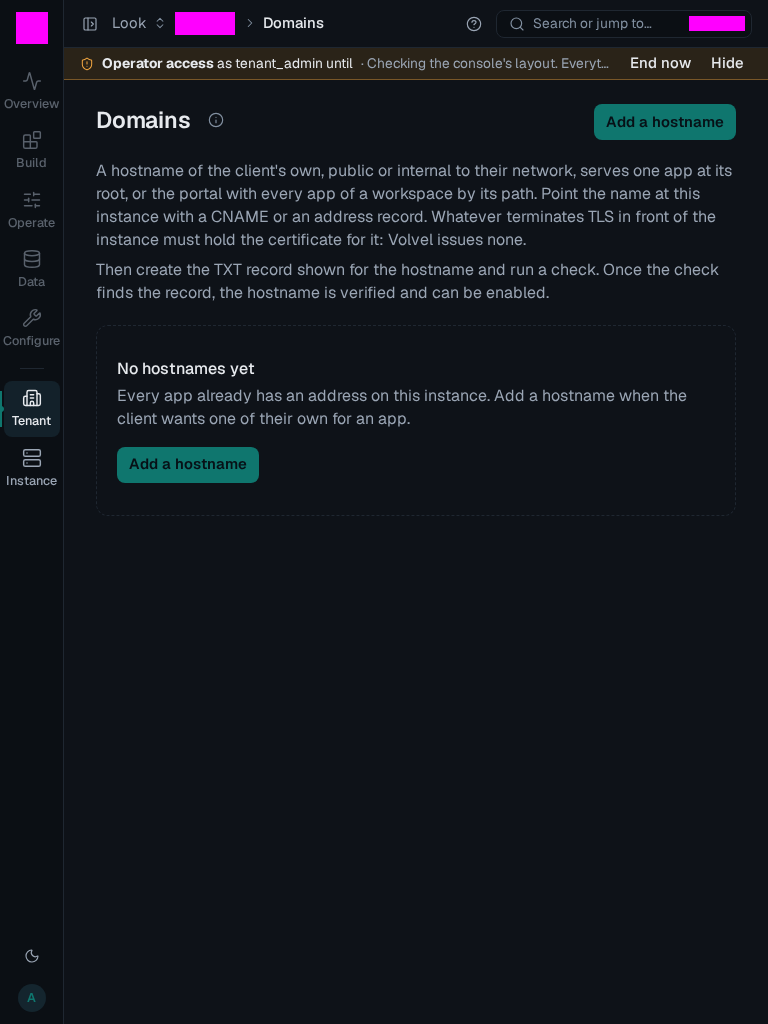 Look
Domains
Search or jump to…
Operator access as tenant_admin until · Checking the console's layout. Everyt…
End now
Hide
Overview
Build
Operate
Data
Configure
Tenant
Instance
A
Domains
Add a hostname
A hostname of the client's own, public or internal to their network, serves one app at its
root, or the portal with every app of a workspace by its path. Point the name at this
instance with a CNAME or an address record. Whatever terminates TLS in front of the
instance must hold the certificate for it: Volvel issues none.
Then create the TXT record shown for the hostname and run a check. Once the check
finds the record, the hostname is verified and can be enabled.
No hostnames yet
Every app already has an address on this instance. Add a hostname when the
client wants one of their own for an app.
Add a hostname